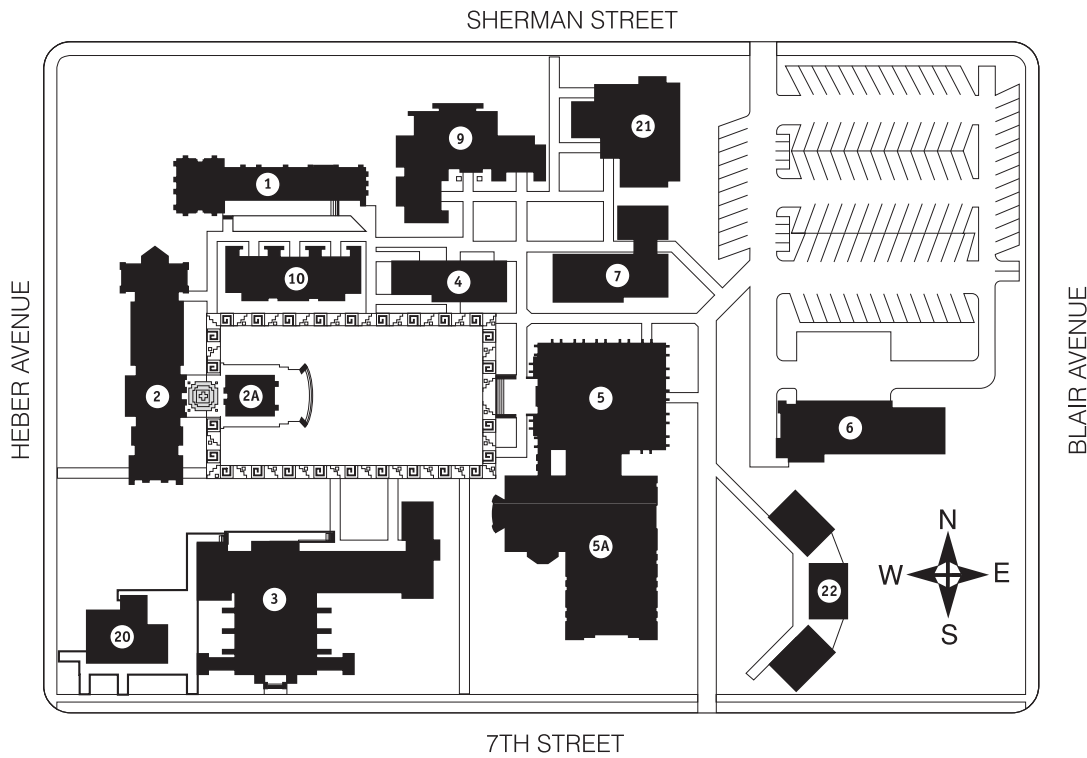 SHERMAN STREET
21
9
1
10
4
7
HEBER AVENUE
BLAIR AVENUE
2
2A
5
6
N
5A
W
E
3
22
20
S
7TH STREET